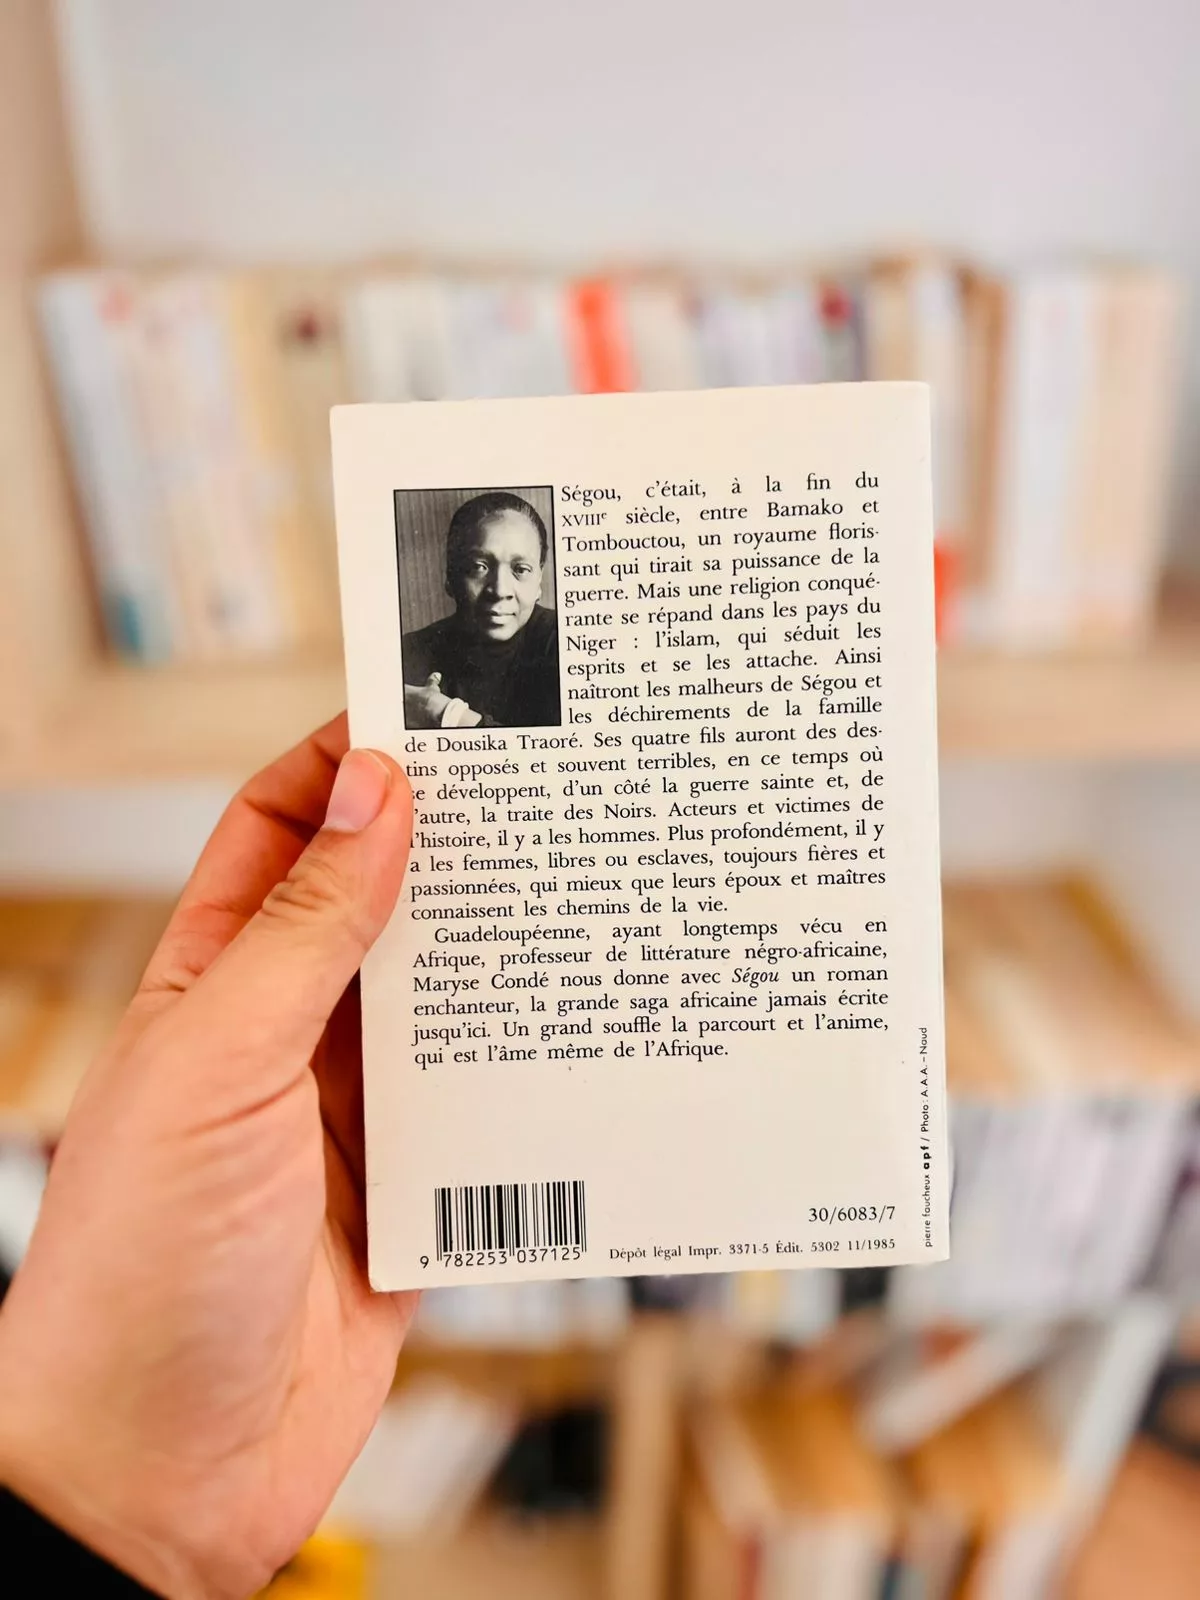 Ségou, c'était, à la fin du
XVIIIe siècle, entre Bamako et
Tombouctou, un royaume floris-
sant qui tirait sa puissance de la
guerre. Mais une religion conqué-
rante se répand dans les pays du
Niger : l'islam, qui séduit les
esprits et se les attache. Ainsi
naîtront les malheurs de Ségou et
les déchirements de la famille
de Dousika Traoré. Ses quatre fils auront des des-
tins opposés et souvent terribles, en ce temps où
se développent, d'un côté la guerre sainte et, de
l'autre, la traite des Noirs. Acteurs et victimes de
l'histoire, il y a les hommes. Plus profondément, il y
a les femmes, libres ou esclaves, toujours fières et
passionnées, qui mieux que leurs époux et maîtres
connaissent les chemins de la vie.
Guadeloupéenne, ayant longtemps vécu en
Afrique, professeur de littérature négro-africaine,
Maryse Condé nous donne avec Ségou un roman
enchanteur, la grande saga africaine jamais écrite
jusqu'ici. Un grand souffle la parcourt et l'anime,
qui est l'âme même de l'Afrique.
pierre faucheux apf / Photo : A.A.A. – Naud
30/6083/7
9 782253 037125
Dépôt légal Impr. 3371-5 Édit. 5302 11/1985